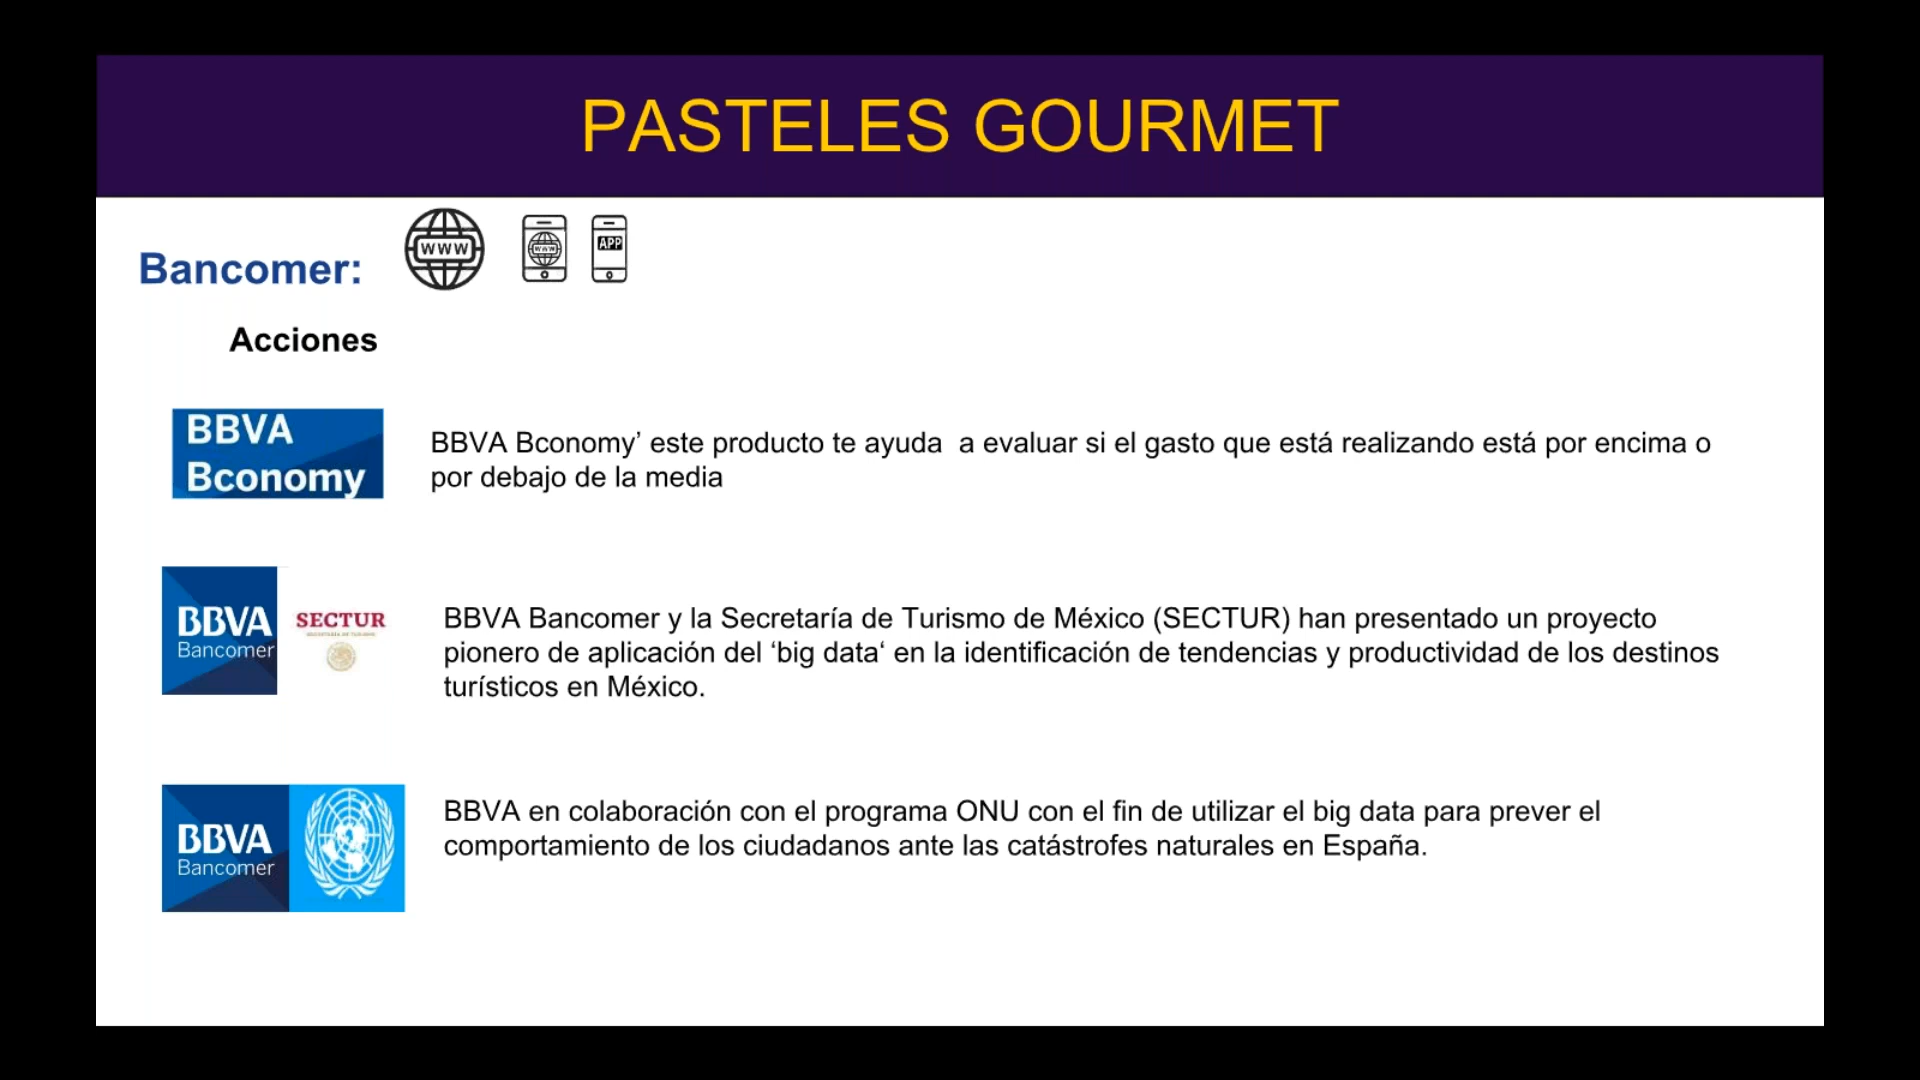 PASTELES GOURMET
Bancomer:
WWW
WWW
APP
Acciones
BBVA
Bconomy
BBVA Bconomy’ este producto te ayuda  a evaluar si el gasto que está realizando está por encima o
por debajo de la media
BBVA
Bancomer
SECTUR
SECRETARÍA DE TURISMO
BBVA Bancomer y la Secretaría de Turismo de México (SECTUR) han presentado un proyecto
pionero de aplicación del ‘big data‘ en la identificación de tendencias y productividad de los destinos
turísticos en México.
BBVA
Bancomer
BBVA en colaboración con el programa ONU con el fin de utilizar el big data para prever el
comportamiento de los ciudadanos ante las catástrofes naturales en España.